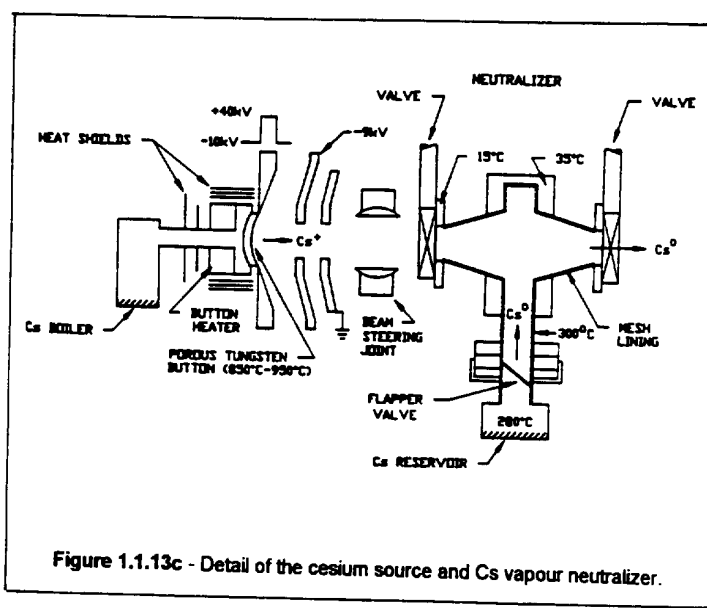 NEUTRALIZER
VALVE
VALVE
+40kV
-10kV
-9kV
HEAT SHIELDS
15°C
35°C
Cs⁺
Cs⁰
BUTTON
HEATER
Cs BOILER
POROUS TUNGSTEN
BUTTON (850°C-950°C)
BEAM
STEERING
JOINT
Cs⁰
300°C
MESH
LINING
FLAPPER
VALVE
280°C
Cs RESERVOIR
Figure 1.1.13c - Detail of the cesium source and Cs vapour neutralizer.